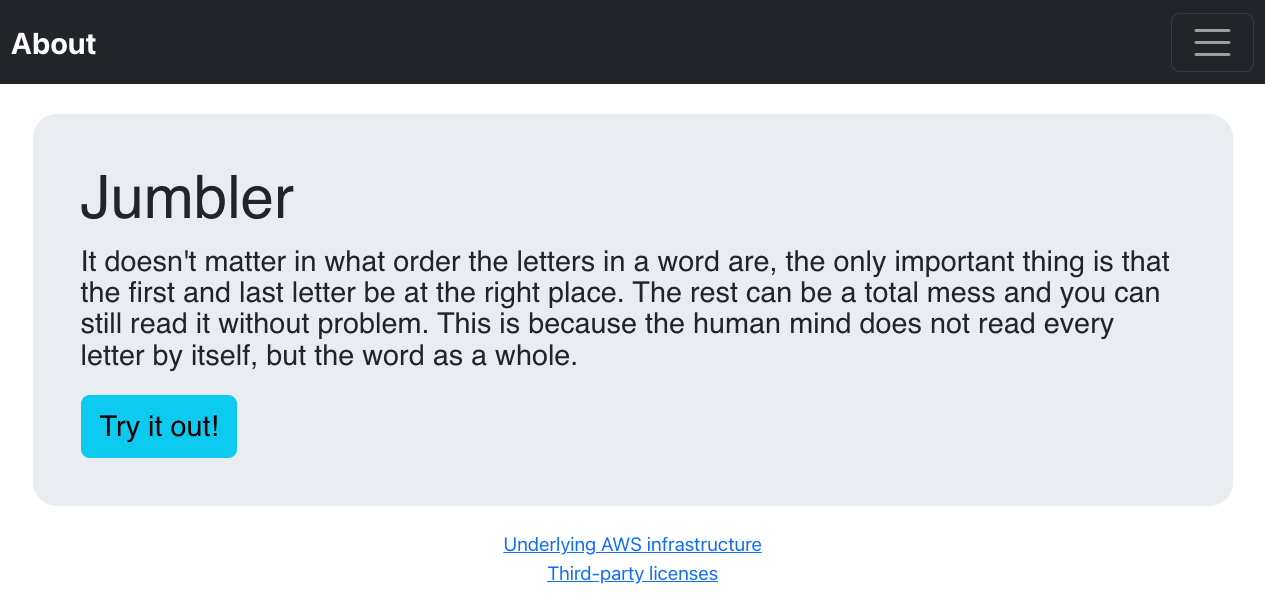 About
Jumbler
It doesn't matter in what order the letters in a word are, the only important thing is that
the first and last letter be at the right place. The rest can be a total mess and you can
still read it without problem. This is because the human mind does not read every
letter by itself, but the word as a whole.
Try it out!
Underlying AWS infrastructure
Third-party licenses